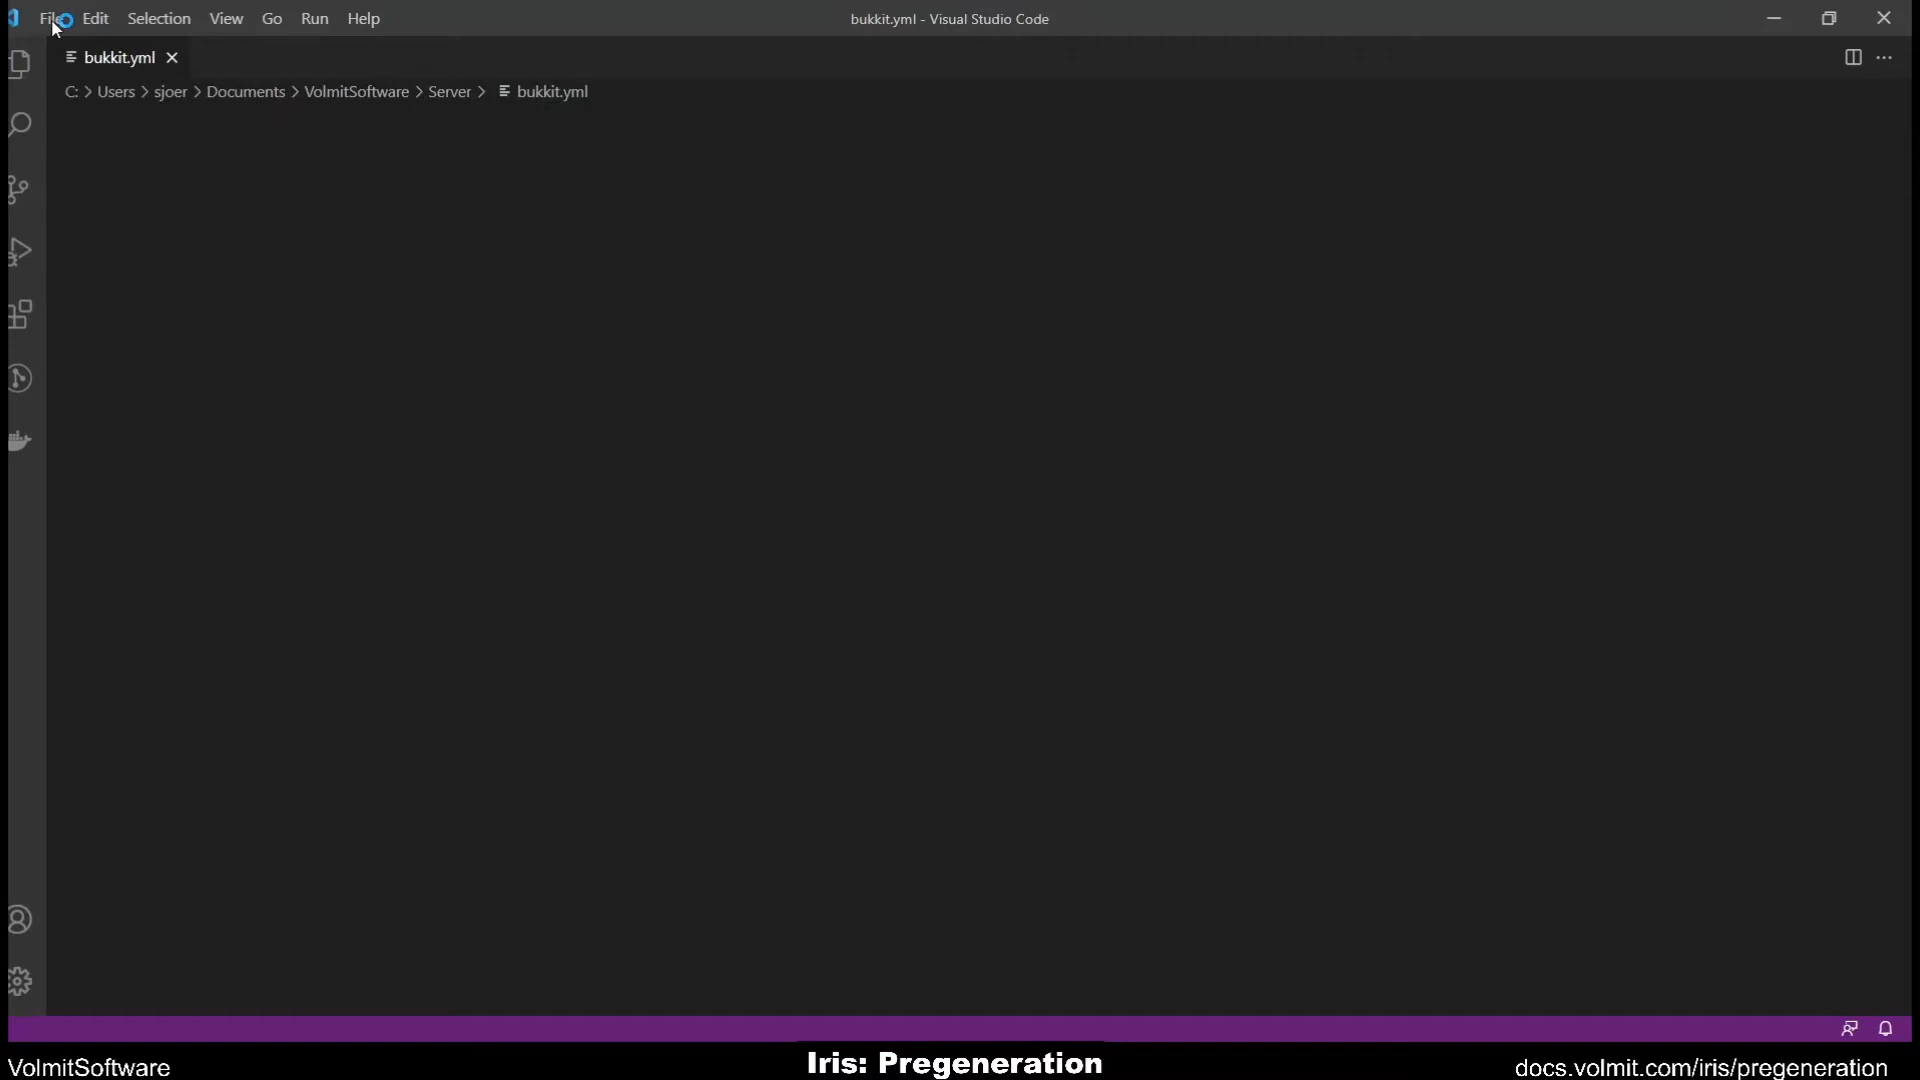 File Edit Selection View Go Run Help
bukkit.yml - Visual Studio Code
bukkit.yml
C: > Users > sjoer > Documents > VolmitSoftware > Server > bukkit.yml
VolmitSoftware
Iris: Pregeneration
docs.volmit.com/iris/pregeneration